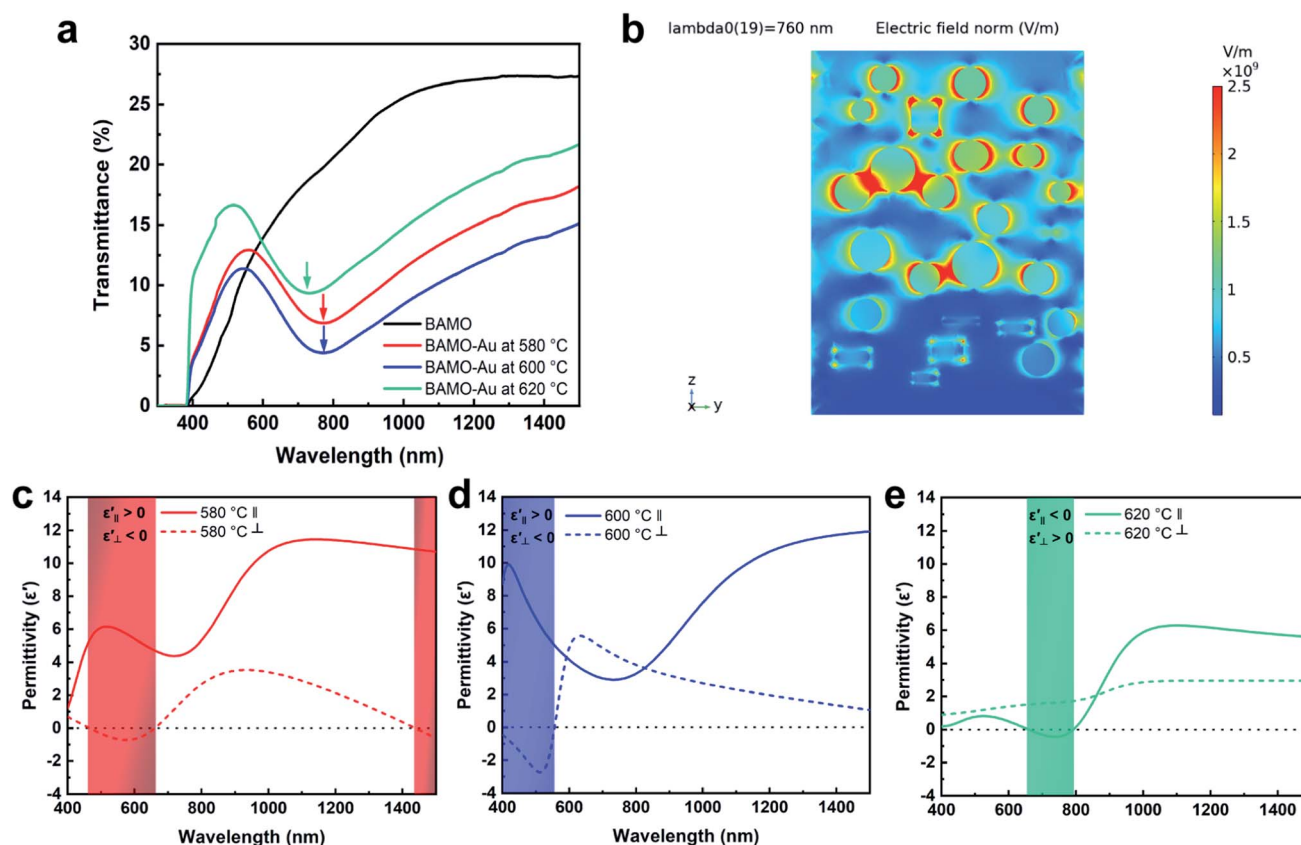 a
Transmittance (%)
30
25
20
15
10
5
0
400
600
800
1000
1200
1400
Wavelength (nm)
BAMO
BAMO-Au at 580 °C
BAMO-Au at 600 °C
BAMO-Au at 620 °C
b
lambda0(19)=760 nm Electric field norm (V/m)
V/m
×10⁹
2.5
2
1.5
1
0.5
z
x y
c
Permittivity (ε′)
14
12
10
8
6
4
2
0
-2
-4
ε′∥ > 0
ε′⊥ < 0
580 °C ∥
580 °C ⊥
400 600 800 1000 1200 1400
Wavelength (nm)
d
Permittivity (ε′)
14
12
10
8
6
4
2
0
-2
-4
ε′∥ > 0
ε′⊥ < 0
600 °C ∥
600 °C ⊥
400 600 800 1000 1200 1400
Wavelength (nm)
e
Permittivity (ε′)
14
12
10
8
6
4
2
0
-2
-4
ε′∥ < 0
ε′⊥ > 0
620 °C ∥
620 °C ⊥
400 600 800 1000 1200 1400
Wavelength (nm)